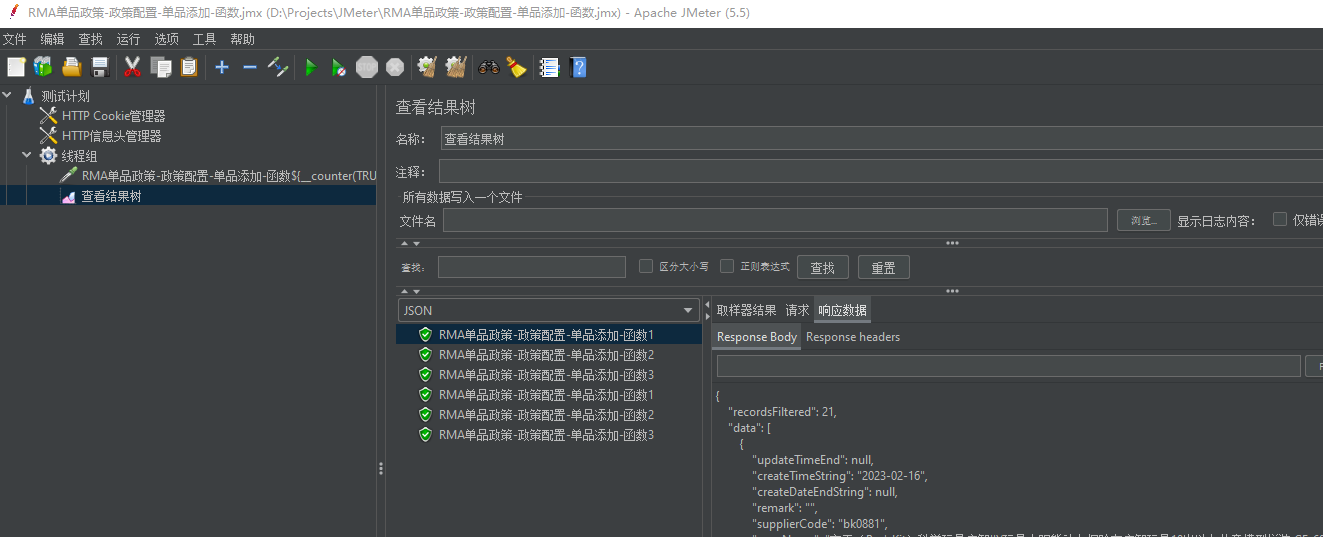 RMA单品政策-政策配置-单品添加-函数.jmx (D:\Projects\JMeter\RMA单品政策-政策配置-单品添加-函数.jmx) - Apache JMeter (5.5)
文件 编辑 查找 运行 选项 工具 帮助
测试计划
HTTP Cookie管理器
HTTP信息头管理器
线程组
RMA单品政策-政策配置-单品添加-函数${__counter(TRU
查看结果树
查看结果树
名称： 查看结果树
注释：
所有数据写入一个文件
文件名 浏览... 显示日志内容： 仅错误
查找： 区分大小写 正则表达式 查找 重置
JSON
RMA单品政策-政策配置-单品添加-函数1
RMA单品政策-政策配置-单品添加-函数2
RMA单品政策-政策配置-单品添加-函数3
RMA单品政策-政策配置-单品添加-函数1
RMA单品政策-政策配置-单品添加-函数2
RMA单品政策-政策配置-单品添加-函数3
取样器结果 请求 响应数据
Response Body Response headers
{
"recordsFiltered": 21,
"data": [
{
"updateTimeEnd": null,
"createTimeString": "2023-02-16",
"createDateEndString": null,
"remark": "",
"supplierCode": "bk0881",